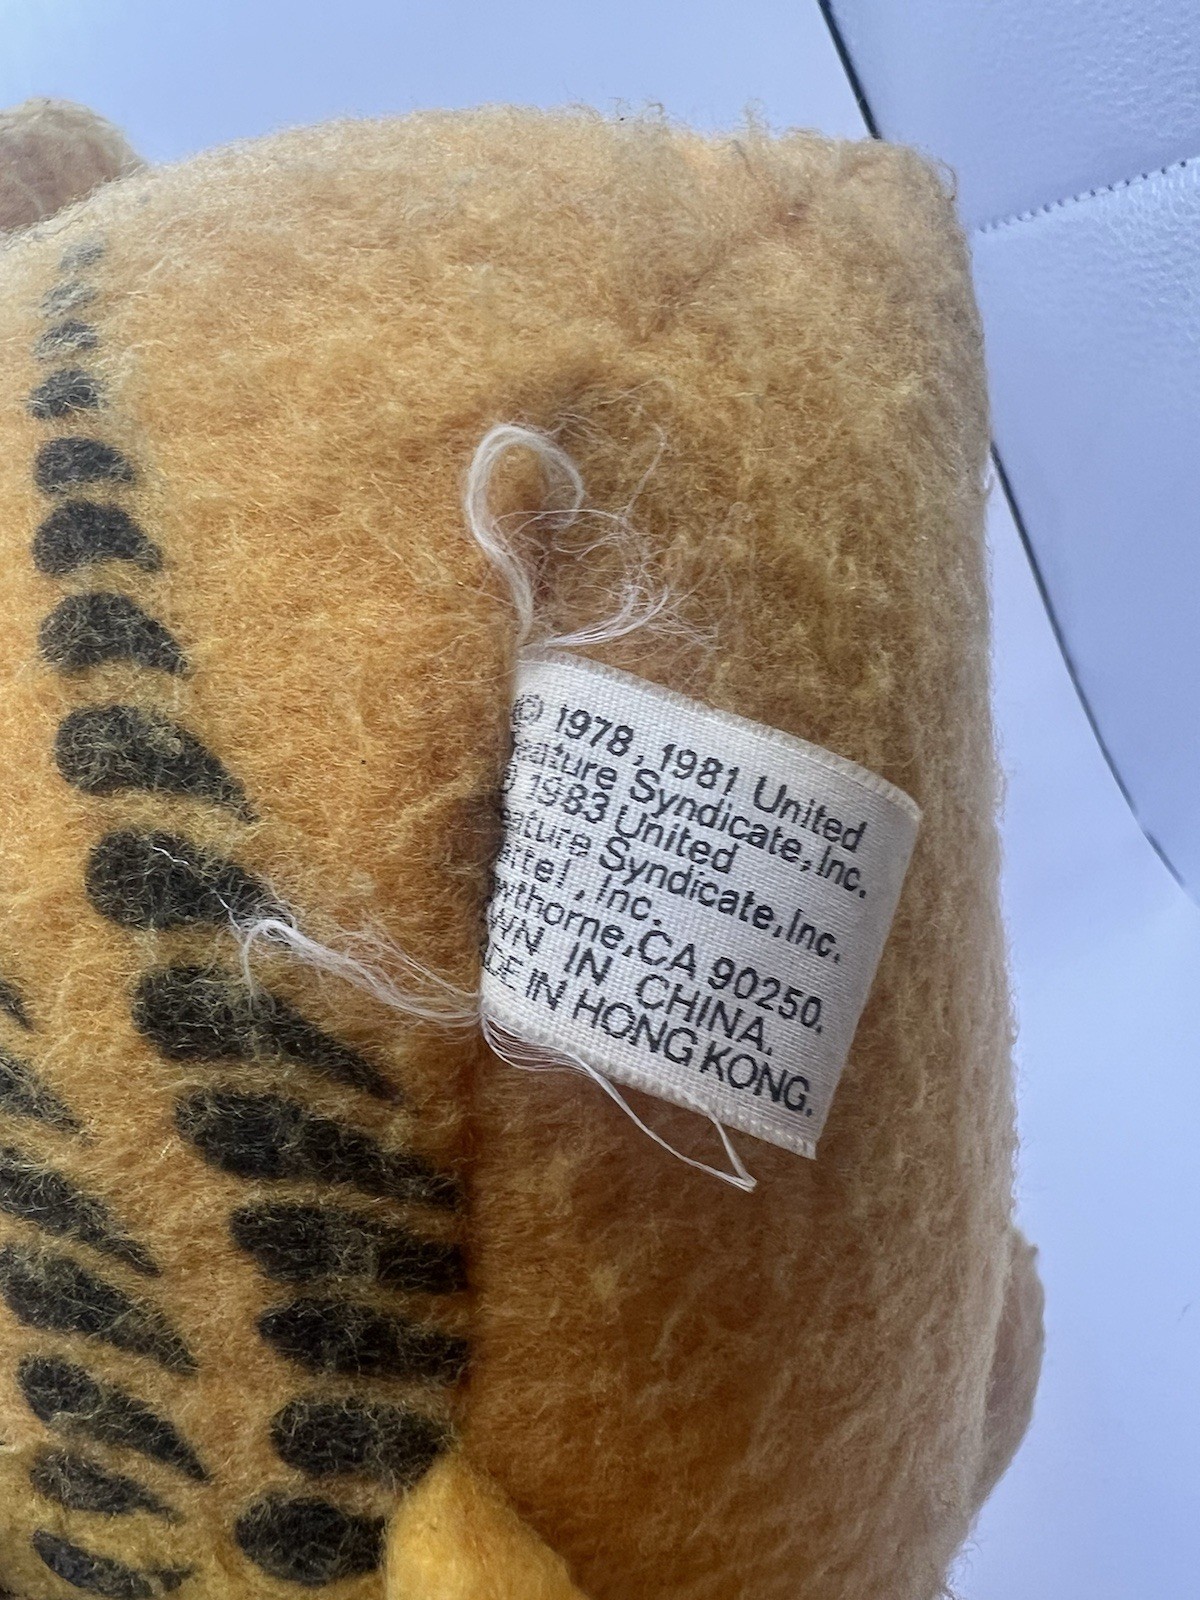 © 1978, 1981 United
eature Syndicate, Inc.
© 1983 United
eature Syndicate, Inc.
attel, Inc.
wthorne, CA 90250.
WN IN CHINA.
DE IN HONG KONG.